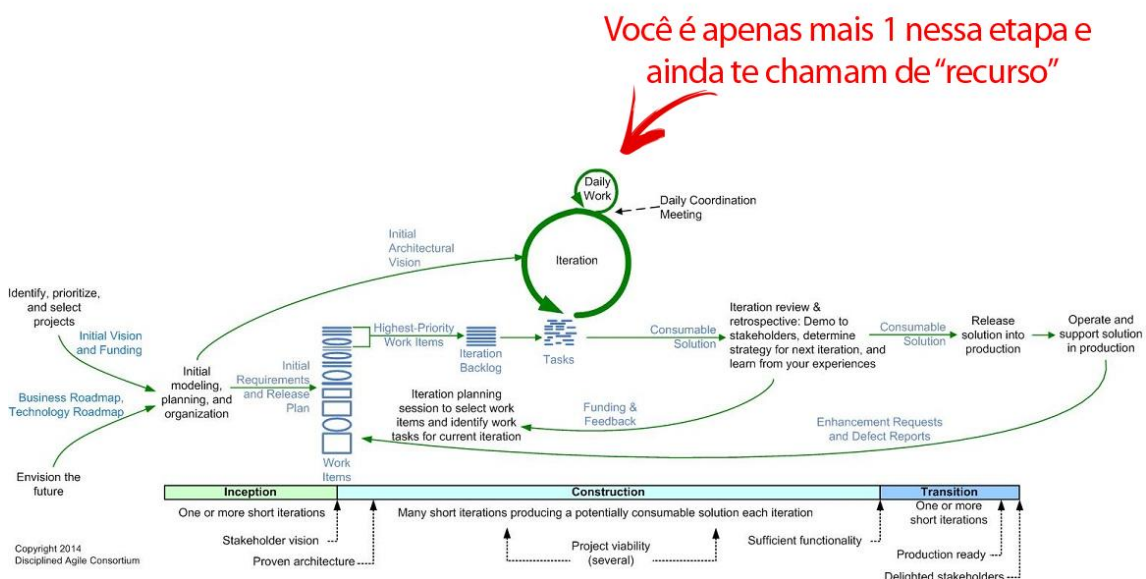 Você é apenas mais 1 nessa etapa e
ainda te chamam de “recurso”
Daily
Work
Daily Coordination
Meeting
Initial
Architectural
Vision
Iteration
Identify, prioritize,
and select
projects
Initial Vision
and Funding
Business Roadmap,
Technology Roadmap
Envision the
future
Initial
modeling,
planning, and
organization
Initial
Requirements
and Release
Plan
Work
Items
Highest-Priority
Work Items
Iteration
Backlog
Tasks
Iteration planning
session to select work
items and identify work
tasks for current iteration
Consumable
Solution
Iteration review &
retrospective: Demo to
stakeholders, determine
strategy for next iteration, and
learn from your experiences
Funding &
Feedback
Consumable
Solution
Release
solution into
production
Operate and
support solution
in production
Enhancement Requests
and Defect Reports
Inception
Construction
Transition
One or more short iterations
Many short iterations producing a potentially consumable solution each iteration
One or more
short iterations
Stakeholder vision
Proven architecture
Project viability
(several)
Sufficient functionality
Production ready
Delighted stakeholders
Copyright 2014
Disciplined Agile Consortium